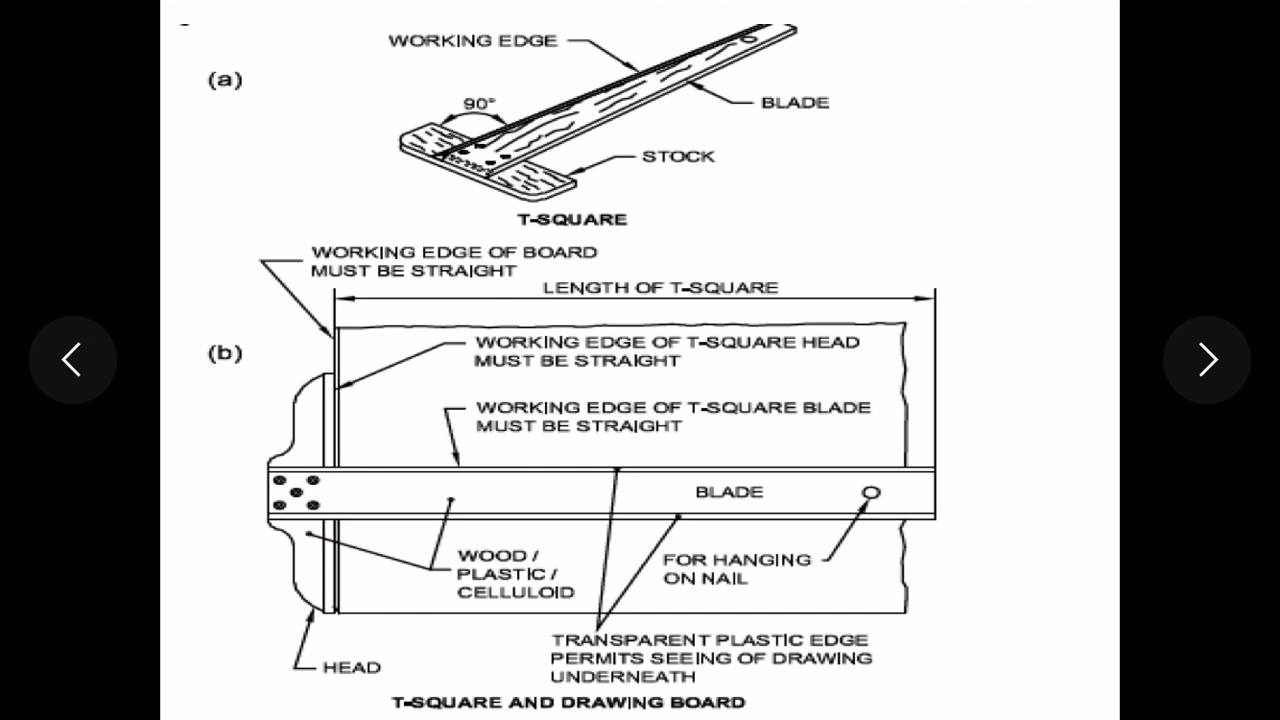 WORKING EDGE
(a)
90°
BLADE
STOCK
T-SQUARE
WORKING EDGE OF BOARD
MUST BE STRAIGHT
LENGTH OF T-SQUARE
(b)
WORKING EDGE OF T-SQUARE HEAD
MUST BE STRAIGHT
WORKING EDGE OF T-SQUARE BLADE
MUST BE STRAIGHT
BLADE
WOOD /
PLASTIC /
CELLULOID
FOR HANGING
ON NAIL
TRANSPARENT PLASTIC EDGE
PERMITS SEEING OF DRAWING
UNDERNEATH
HEAD
T-SQUARE AND DRAWING BOARD